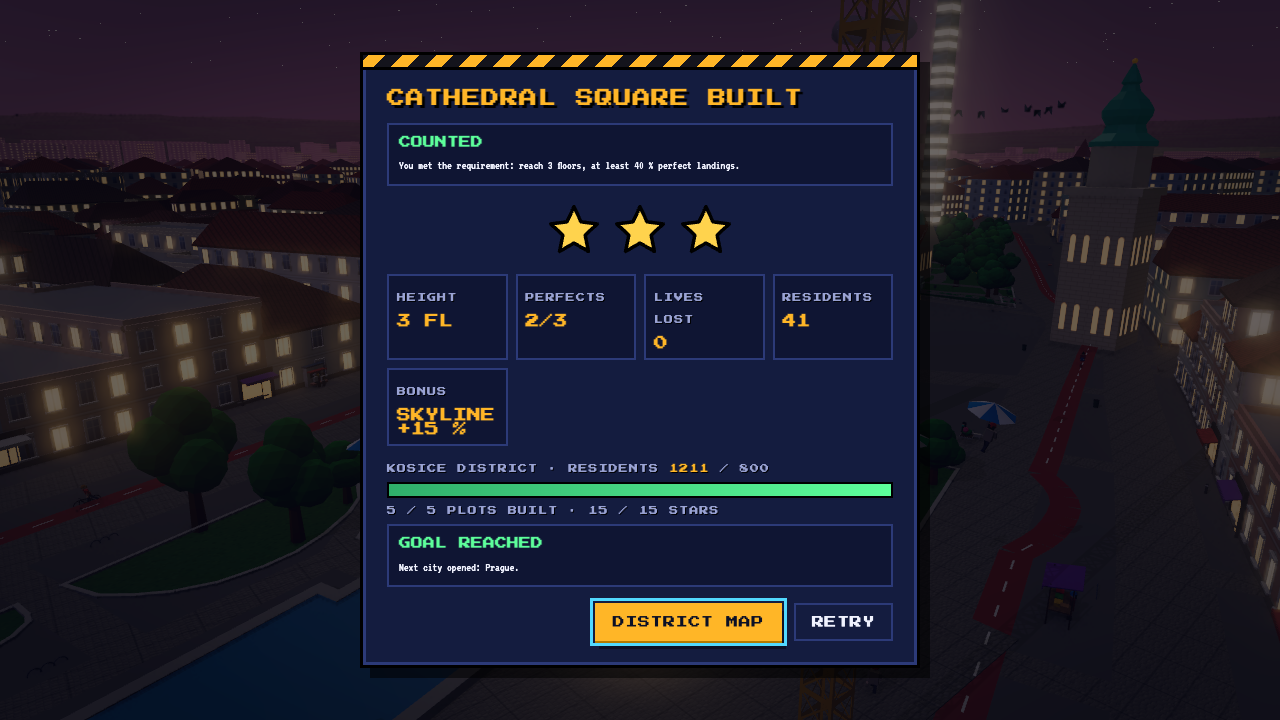 CATHEDRAL SQUARE BUILT
COUNTED
You met the requirement: reach 3 floors, at least 40 % perfect landings.
HEIGHT
3 FL
PERFECTS
2/3
LIVES
LOST
0
RESIDENTS
41
BONUS
SKYLINE
+15 %
KOSICE DISTRICT · RESIDENTS 1211 / 800
5 / 5 PLOTS BUILT · 15 / 15 STARS
GOAL REACHED
Next city opened: Prague.
DISTRICT MAP
RETRY